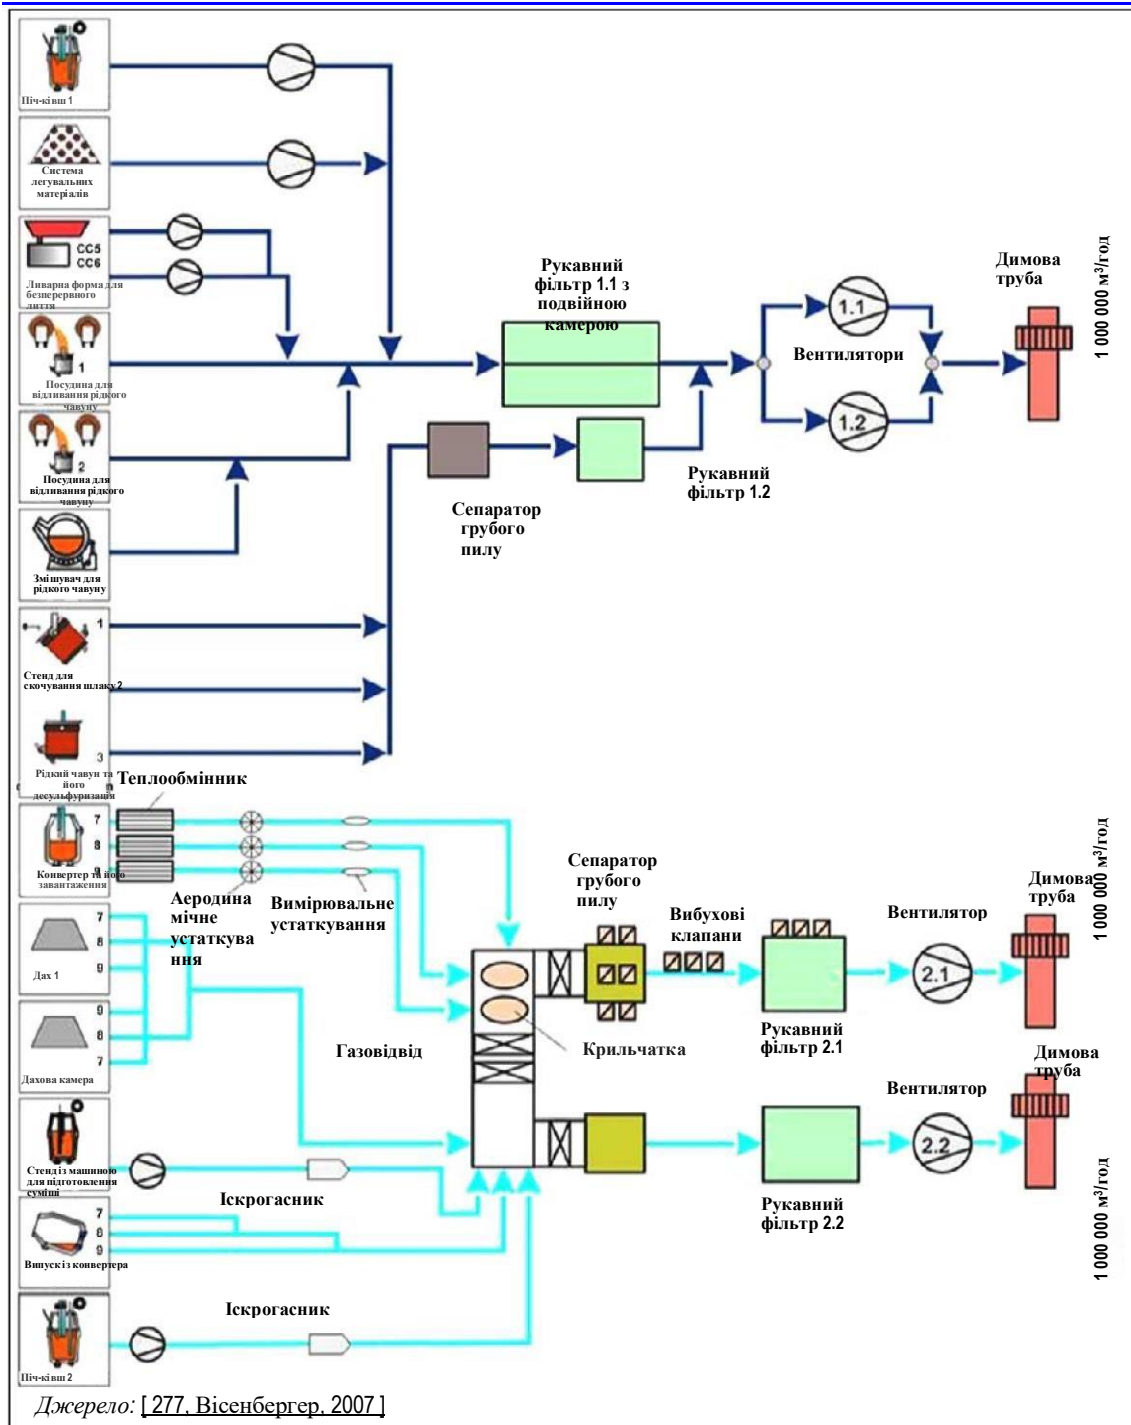 Піч-ківш 1
Система
легувальних
матеріалів
CC5
CC6
Ливарна форма для
безперервного
лиття
1
Посудина для
відливання рідкого
чавуну
2
Посудина для
відливання рідкого
чавуну
Змішувач для
рідкого чавуну
1
Стенд для
скочування шлаку 2
3
Рідкий чавун та
його
десульфуризація
Рукавний
фільтр 1.1 з
подвійною
камерою
Сепаратор
грубого
пилу
Рукавний
фільтр 1.2
1.1
Вентилятори
1.2
Димова
труба
1 000 000 м³/год
Теплообмінник
7
8
9
Конвертер та його
завантаження
Аеродина
мічне
устаткува
ння
Вимірювальне
устаткування
7
8
9
Дах 1
9
8
7
Дахова камера
Газовідвід
Сепаратор
грубого
пилу
Вибухові
клапани
Крильчатка
Рукавний
фільтр 2.1
Вентилятор
2.1
Димова
труба
1 000 000 м³/год
Стенд із машиною
для підготовлення
суміші
Іскрогасник
7
8
9
Випуск із конвертера
Іскрогасник
Піч-ківш 2
Рукавний
фільтр 2.2
Вентилятор
2.2
Димова
труба
1 000 000 м³/год
Джерело: [ 277, Вісенбергер, 2007 ]